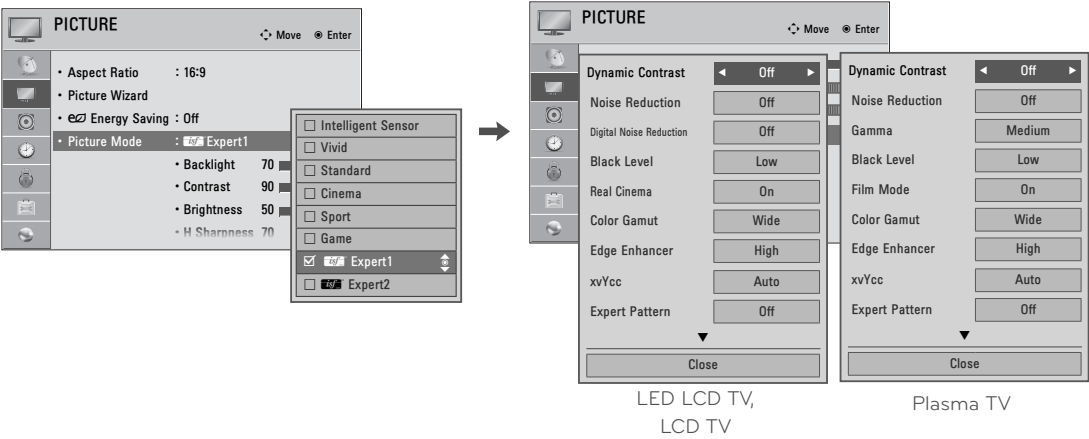 PICTURE
Move Enter
• Aspect Ratio : 16:9
• Picture Wizard
• Energy Saving : Off
• Picture Mode : isf Expert1
• Backlight 70
• Contrast 90
• Brightness 50
• H Sharpness 70
Intelligent Sensor
Vivid
Standard
Cinema
Sport
Game
isf Expert1
isf Expert2
PICTURE
Move Enter
Dynamic Contrast Off
Noise Reduction Off
Digital Noise Reduction Off
Black Level Low
Real Cinema On
Color Gamut Wide
Edge Enhancer High
xvYcc Auto
Expert Pattern Off
Close
LED LCD TV,
LCD TV
Dynamic Contrast Off
Noise Reduction Off
Gamma Medium
Black Level Low
Film Mode On
Color Gamut Wide
Edge Enhancer High
xvYcc Auto
Expert Pattern Off
Close
Plasma TV